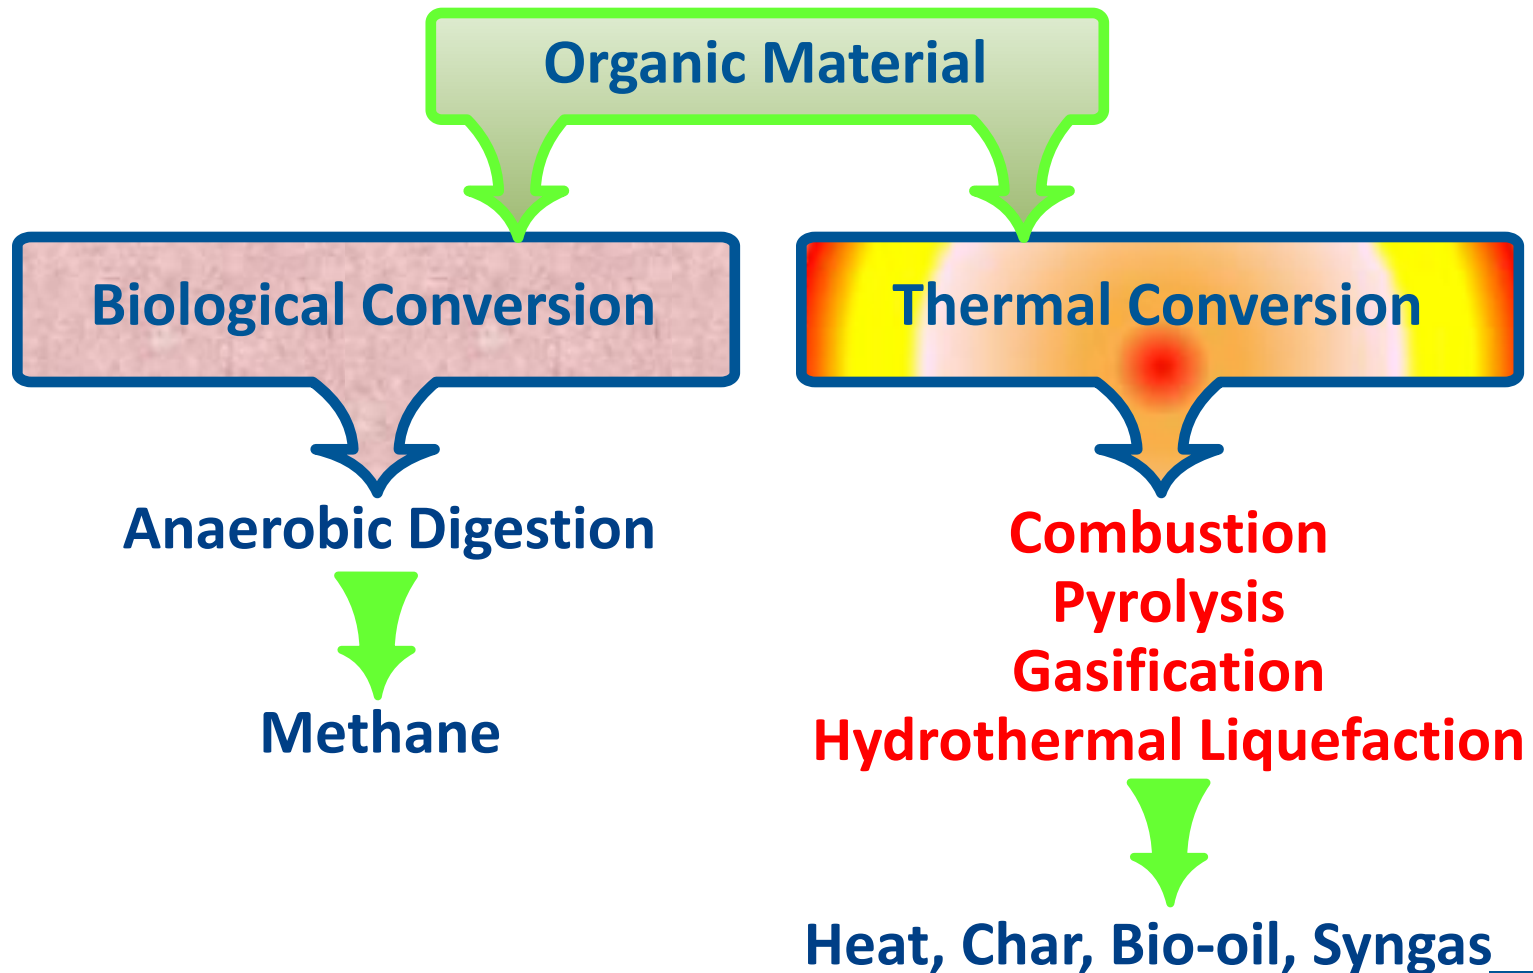 Organic Material
Biological Conversion
Thermal Conversion
Anaerobic Digestion
Methane
Combustion
Pyrolysis
Gasification
Hydrothermal Liquefaction
Heat, Char, Bio-oil, Syngas